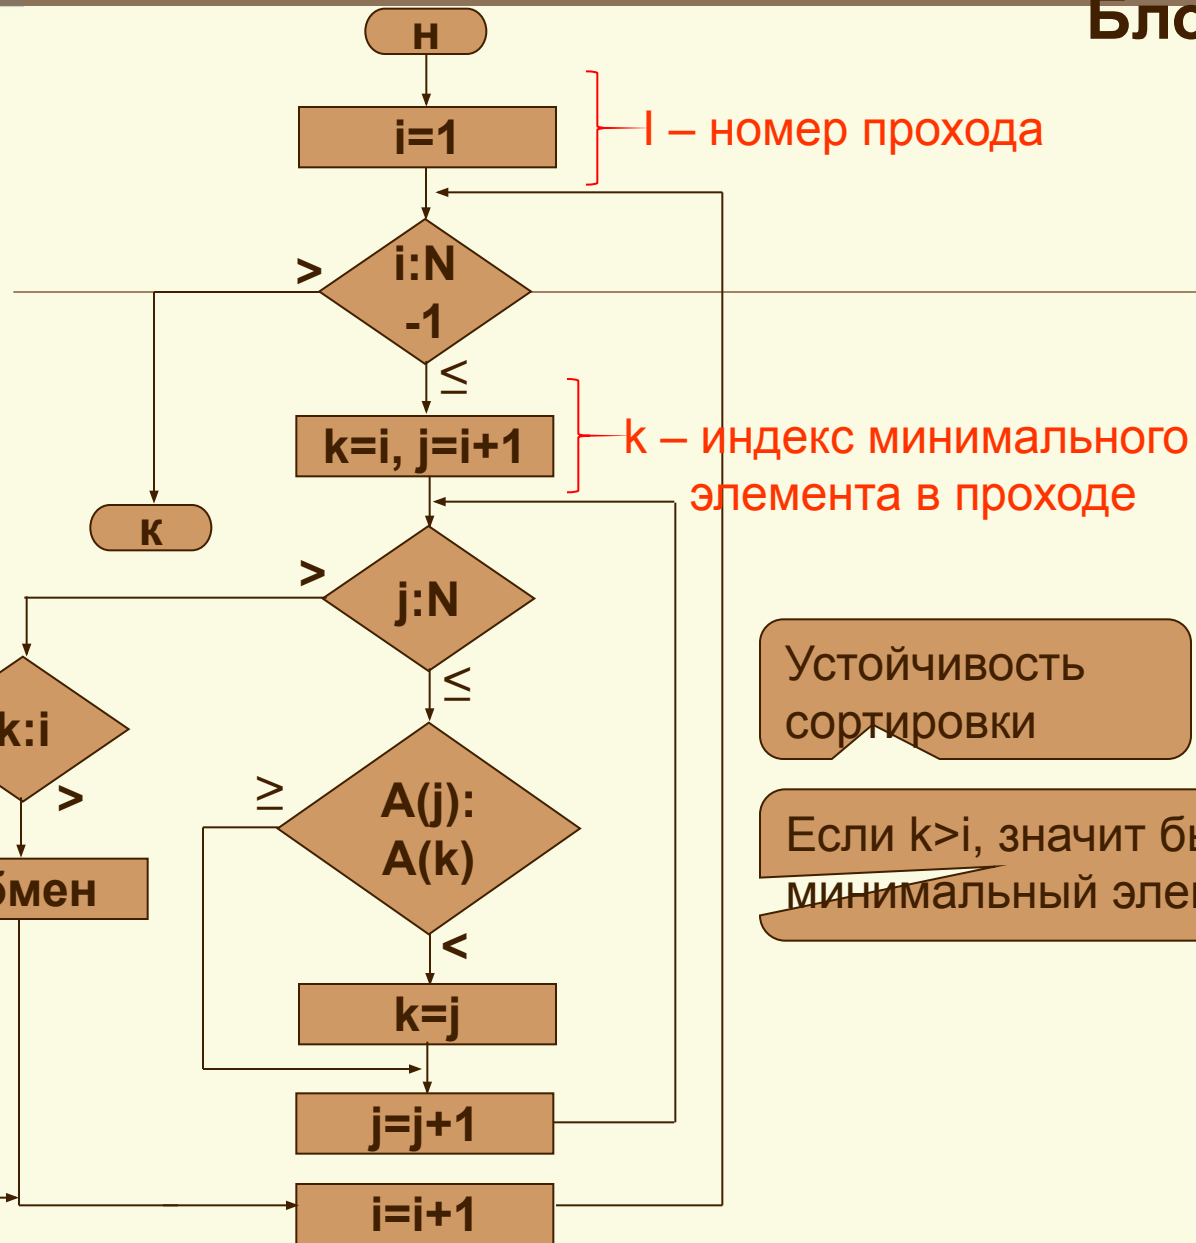 Бло
н
i=1
I – номер прохода
>
i:N
-1
≤
k=i, j=i+1
k – индекс минимального
элемента в проходе
к
>
j:N
≤
k:i
>
Устойчивость
сортировки
≥
A(j):
A(k)
<
Если k>i, значит бы
минимальный элем
бмен
k=j
j=j+1
i=i+1